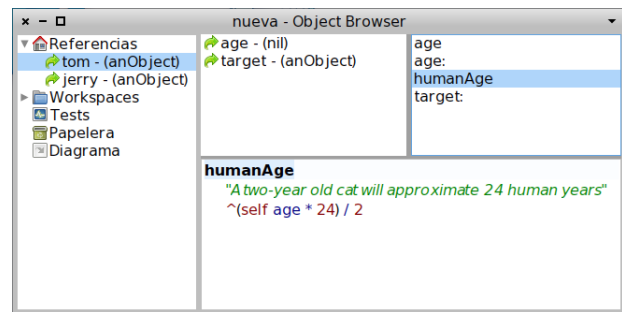 nueva - Object Browser
Referencias
tom - (anObject)
jerry - (anObject)
Workspaces
Tests
Papelera
Diagrama
age - (nil)
target - (anObject)
age
age:
humanAge
target:
humanAge
"A two-year old cat will approximate 24 human years"
^(self age * 24) / 2